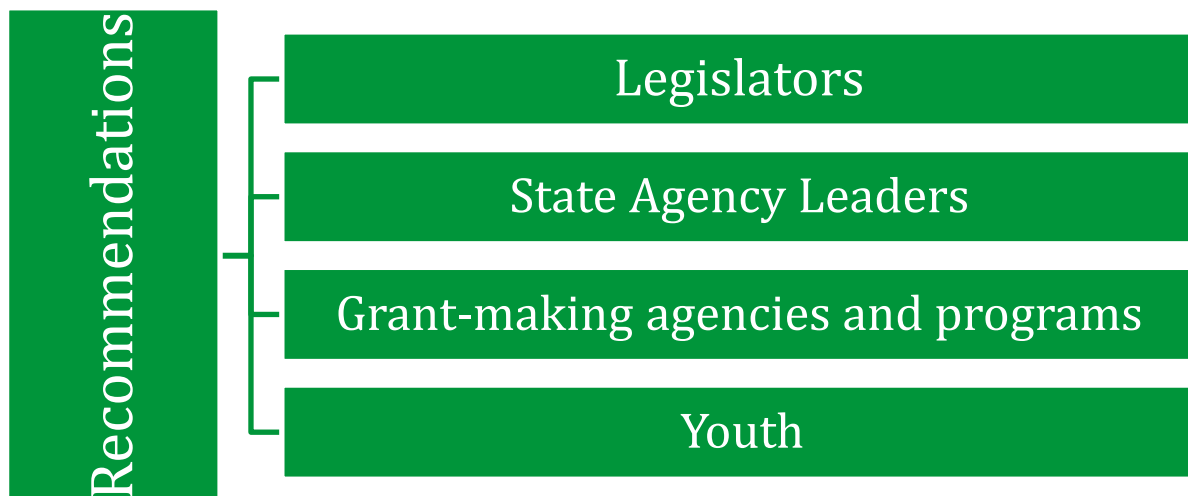 Recommendations
Legislators
State Agency Leaders
Grant-making agencies and programs
Youth